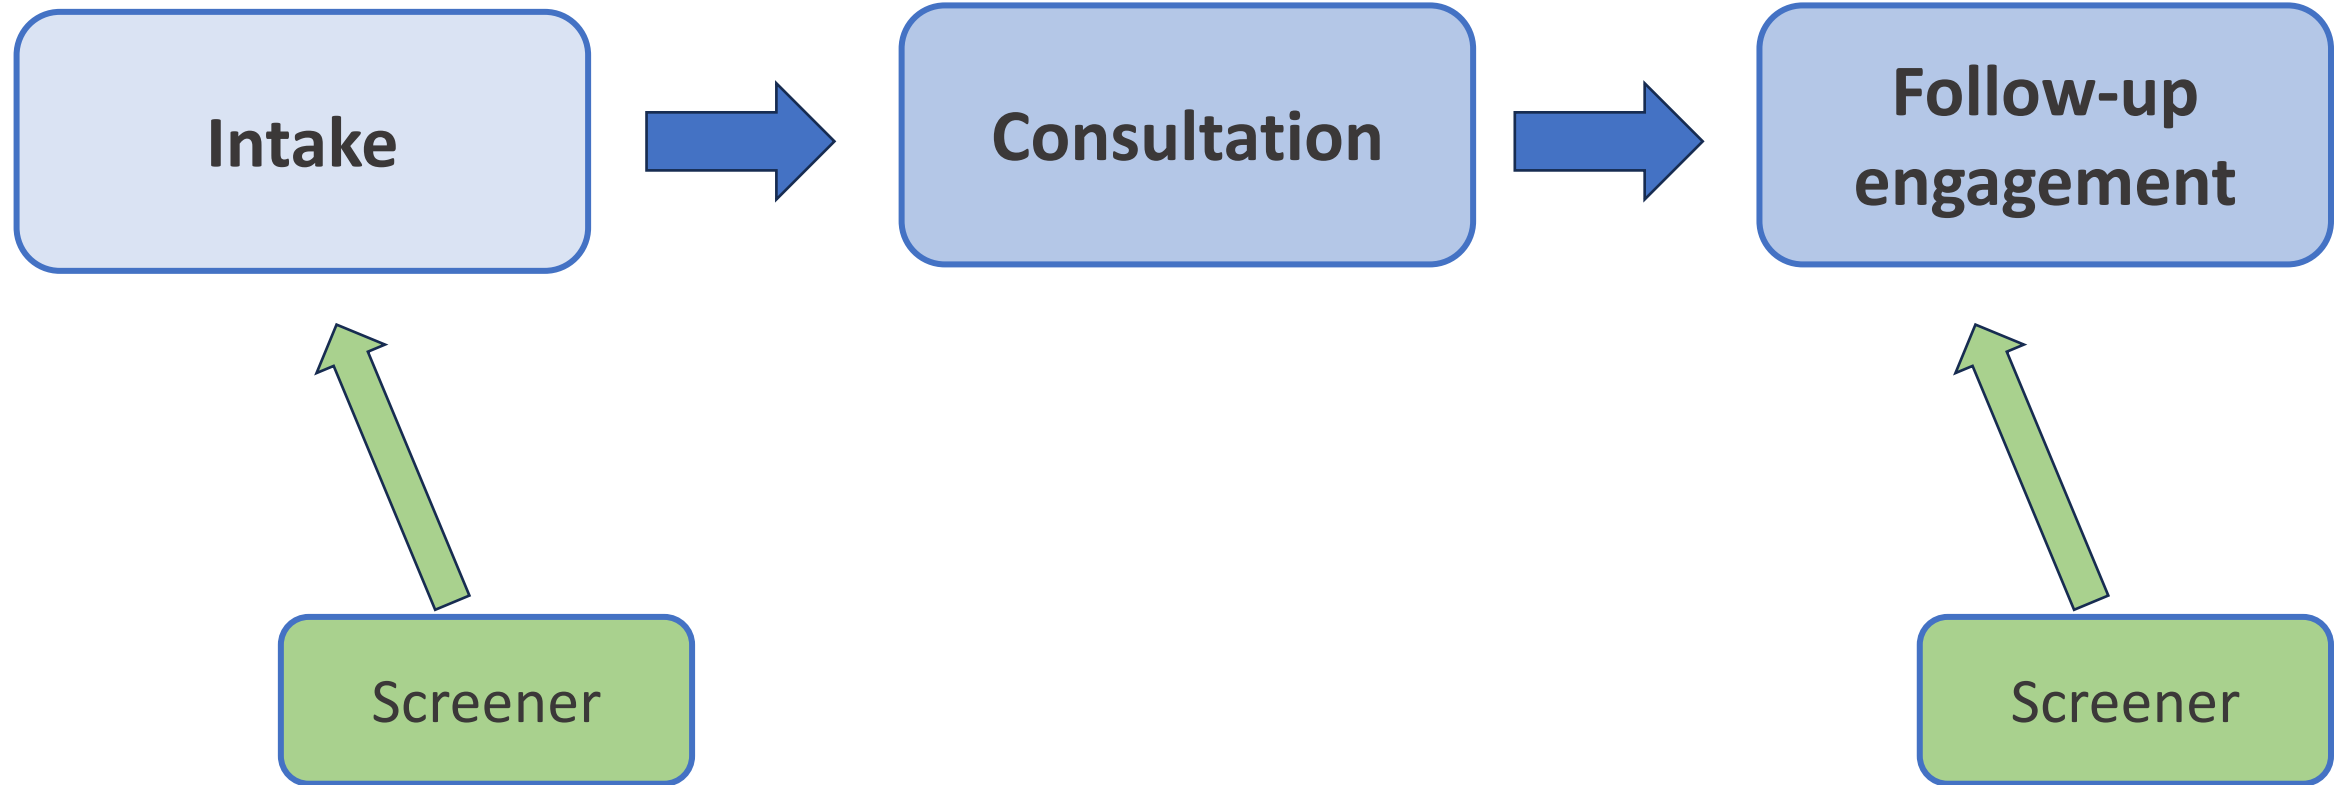 Intake
Consultation
Follow-up
engagement
Screener
Screener